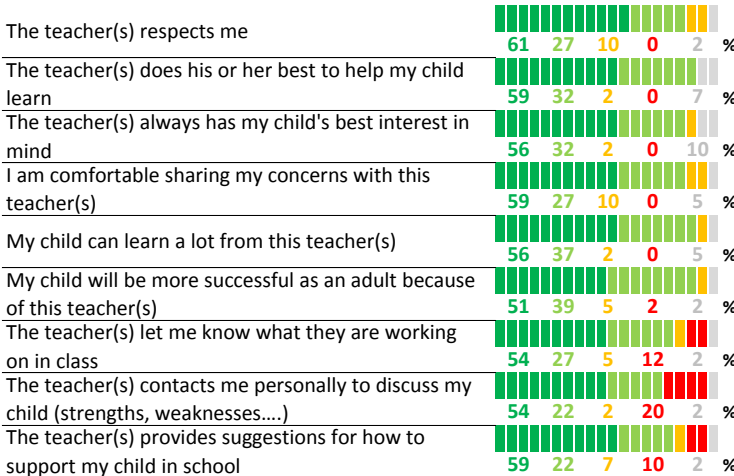 The teacher(s) respects me
61 27 10 0 2 %
The teacher(s) does his or her best to help my child
learn
59 32 2 0 7 %
The teacher(s) always has my child's best interest in
mind
56 32 2 0 10 %
I am comfortable sharing my concerns with this
teacher(s)
59 27 10 0 5 %
My child can learn a lot from this teacher(s)
56 37 2 0 5 %
My child will be more successful as an adult because
of this teacher(s)
51 39 5 2 2 %
The teacher(s) let me know what they are working
on in class
54 27 5 12 2 %
The teacher(s) contacts me personally to discuss my
child (strengths, weaknesses....)
54 22 2 20 2 %
The teacher(s) provides suggestions for how to
support my child in school
59 22 7 10 2 %